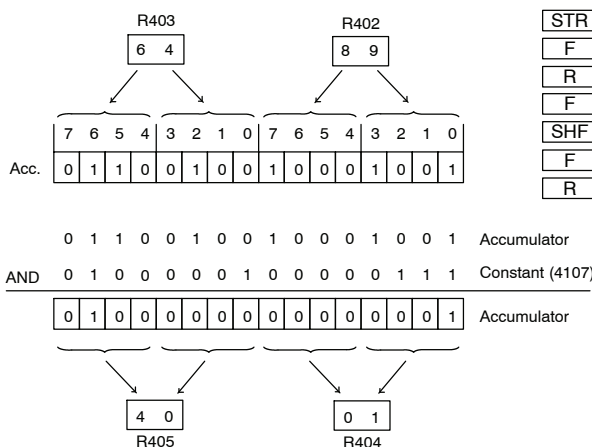 R403 R402
6 4 8 9
7 6 5 4 3 2 1 0 7 6 5 4 3 2 1 0
Acc. 0 1 1 0 0 1 0 0 1 0 0 0 1 0 0 1
0 1 1 0 0 1 0 0 1 0 0 0 1 0 0 1 Accumulator
AND 0 1 0 0 0 0 0 1 0 0 0 0 0 1 1 1 Constant (4107)
0 1 0 0 0 0 0 0 0 0 0 0 0 0 0 1 Accumulator
4 0 0 1
R405 R404
STR
F
R
F
SHF
F
R